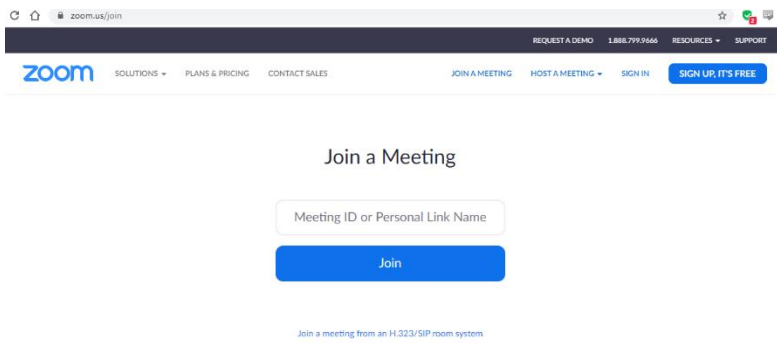 zoom.us/join
REQUEST A DEMO 1.888.799.9666 RESOURCES SUPPORT
zoom SOLUTIONS PLANS & PRICING CONTACT SALES JOIN A MEETING HOST A MEETING SIGN IN SIGN UP, IT'S FREE
Join a Meeting
Meeting ID or Personal Link Name
Join
Join a meeting from an H.323/SIP room system